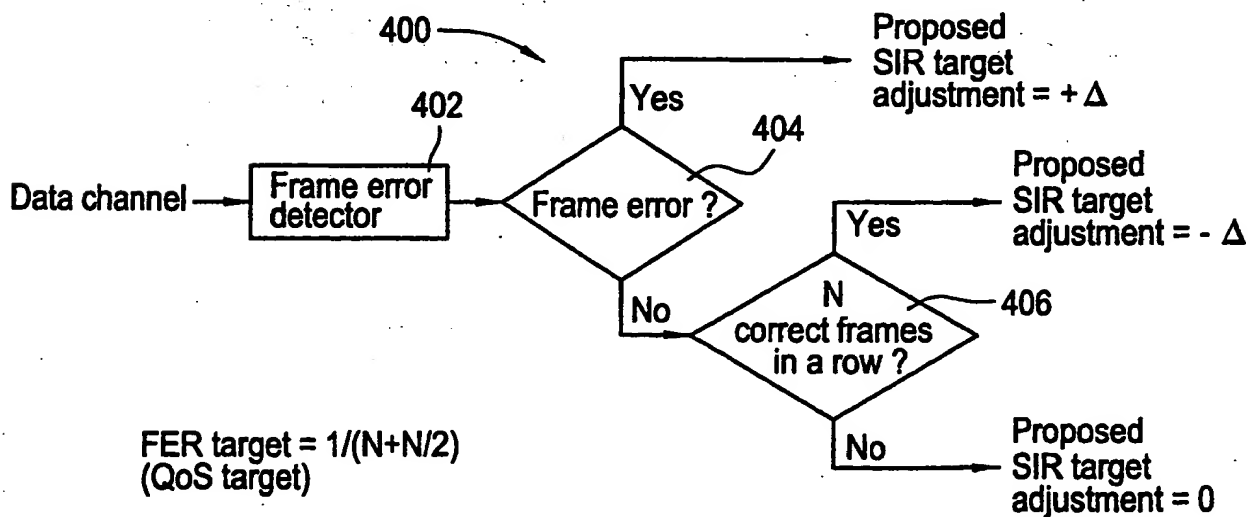 400
Proposed
SIR target
adjustment = + Δ
Yes
402
404
Data channel
Frame error
detector
Frame error ?
Proposed
SIR target
adjustment = - Δ
Yes
No
N
correct frames
in a row ?
406
FER target = 1/(N+N/2)
(QoS target)
No
Proposed
SIR target
adjustment = 0